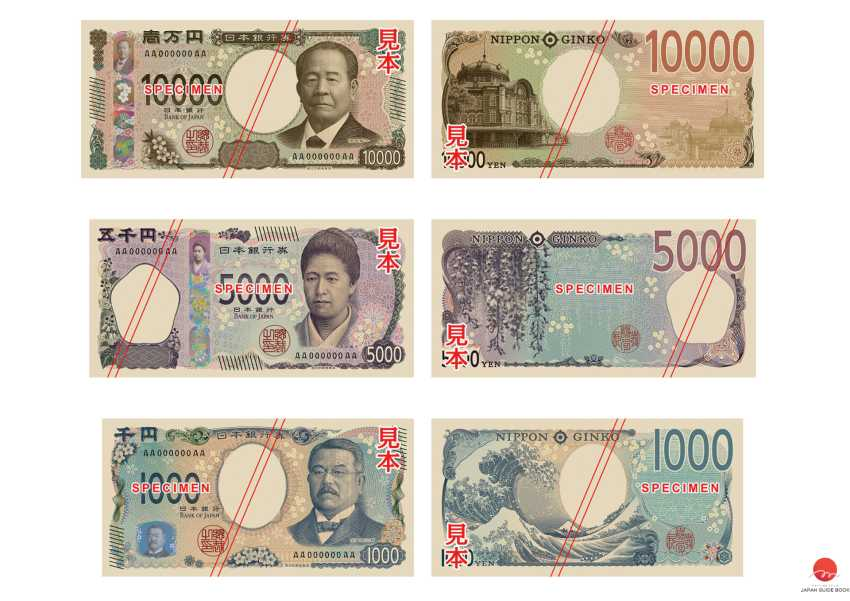 壱万円
日本銀行券
見本
AA000000AA
10000
SPECIMEN
日本銀行
BANK OF JAPAN
AA000000AA
10000
NIPPON GINKO
10000
SPECIMEN
見本
YEN
五千円
AA000000AA
日本銀行券
見本
5000
SPECIMEN
日本銀行
BANK OF JAPAN
AA000000AA
5000
NIPPON GINKO
5000
SPECIMEN
見本
YEN
千円
日本銀行券
見本
AA000000AA
1000
SPECIMEN
日本銀行
BANK OF JAPAN
AA000000AA
1000
NIPPON GINKO
1000
SPECIMEN
見本
YEN
JAPAN GUIDE BOOK